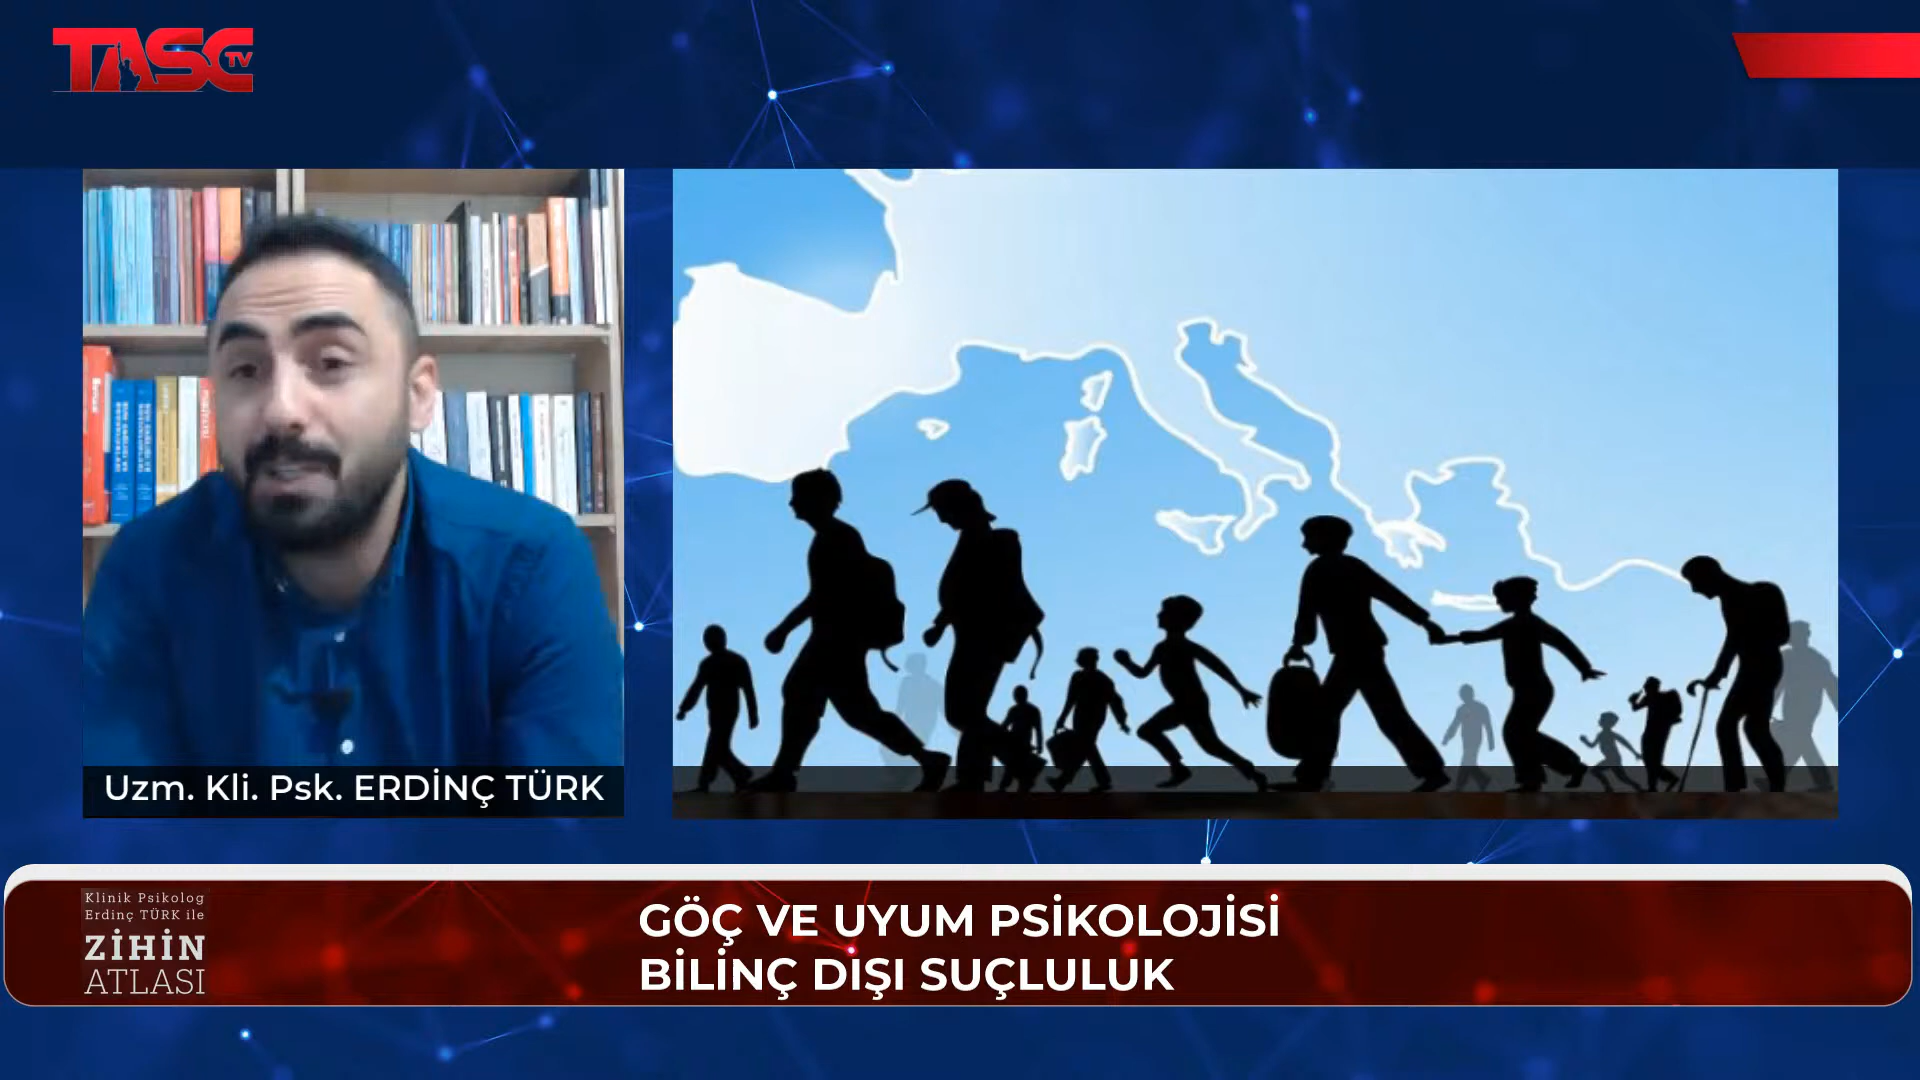 TASC TV
Uzm. Kli. Psk. ERDİNÇ TÜRK
Klinik Psikolog
Erdinç TÜRK ile
ZİHİN
ATLASI
GÖÇ VE UYUM PSİKOLOJİSİ
BİLİNÇ DIŞI SUÇLULUK